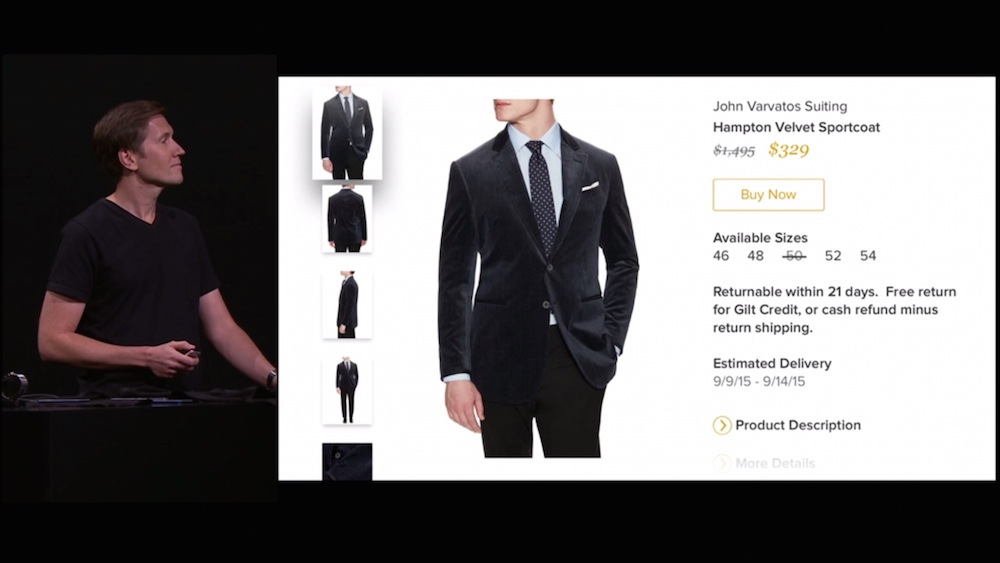 John Varvatos Suiting
Hampton Velvet Sportcoat
$1,495 $329
Buy Now
Available Sizes
46 48 50 52 54
Returnable within 21 days. Free return
for Gilt Credit, or cash refund minus
return shipping.
Estimated Delivery
9/9/15 - 9/14/15
Product Description
More Details